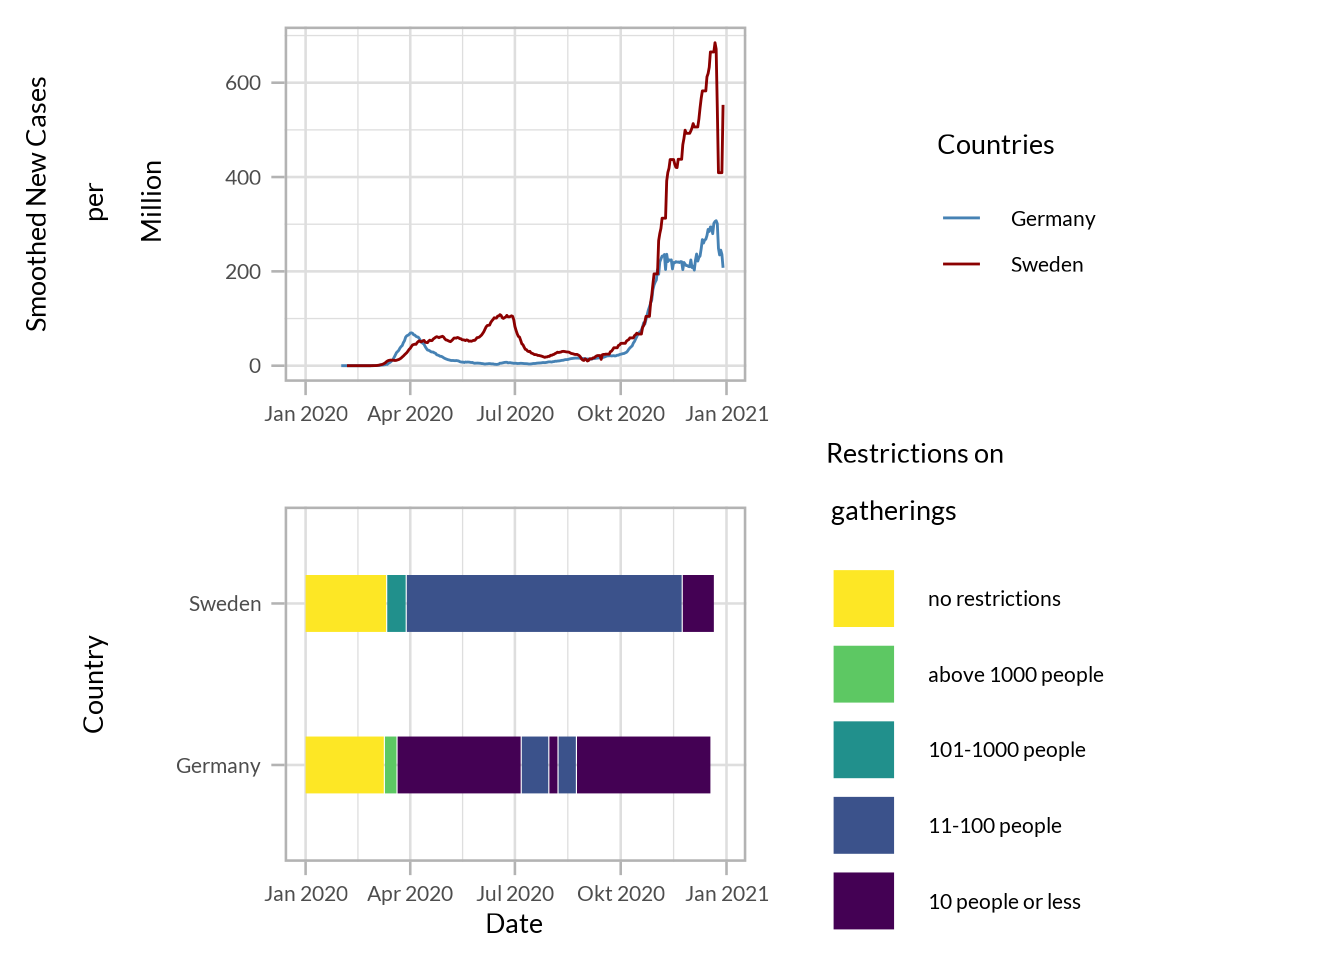 Smoothed New Cases
per
Million
600
400
200
0
Jan 2020 Apr 2020 Jul 2020 Okt 2020 Jan 2021
Countries
Germany
Sweden
Country
Sweden
Germany
Jan 2020 Apr 2020 Jul 2020 Okt 2020 Jan 2021
Date
Restrictions on
gatherings
no restrictions
above 1000 people
101-1000 people
11-100 people
10 people or less